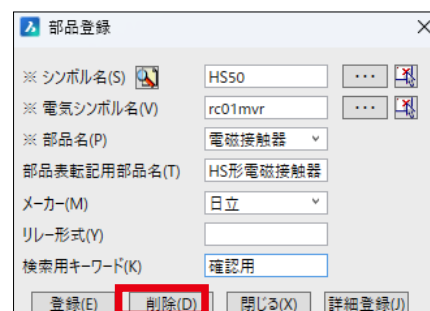 部品登録
※ シンボル名(S) HS50 ...
※ 電気シンボル名(V) rc01mvr ...
※ 部品名(P) 電磁接触器
部品表転記用部品名(T) HS形電磁接触器
メーカー(M) 日立
リレー形式(Y)
検索用キーワード(K) 確認用
登録(E) 削除(D) 閉じる(X) 詳細登録(J)